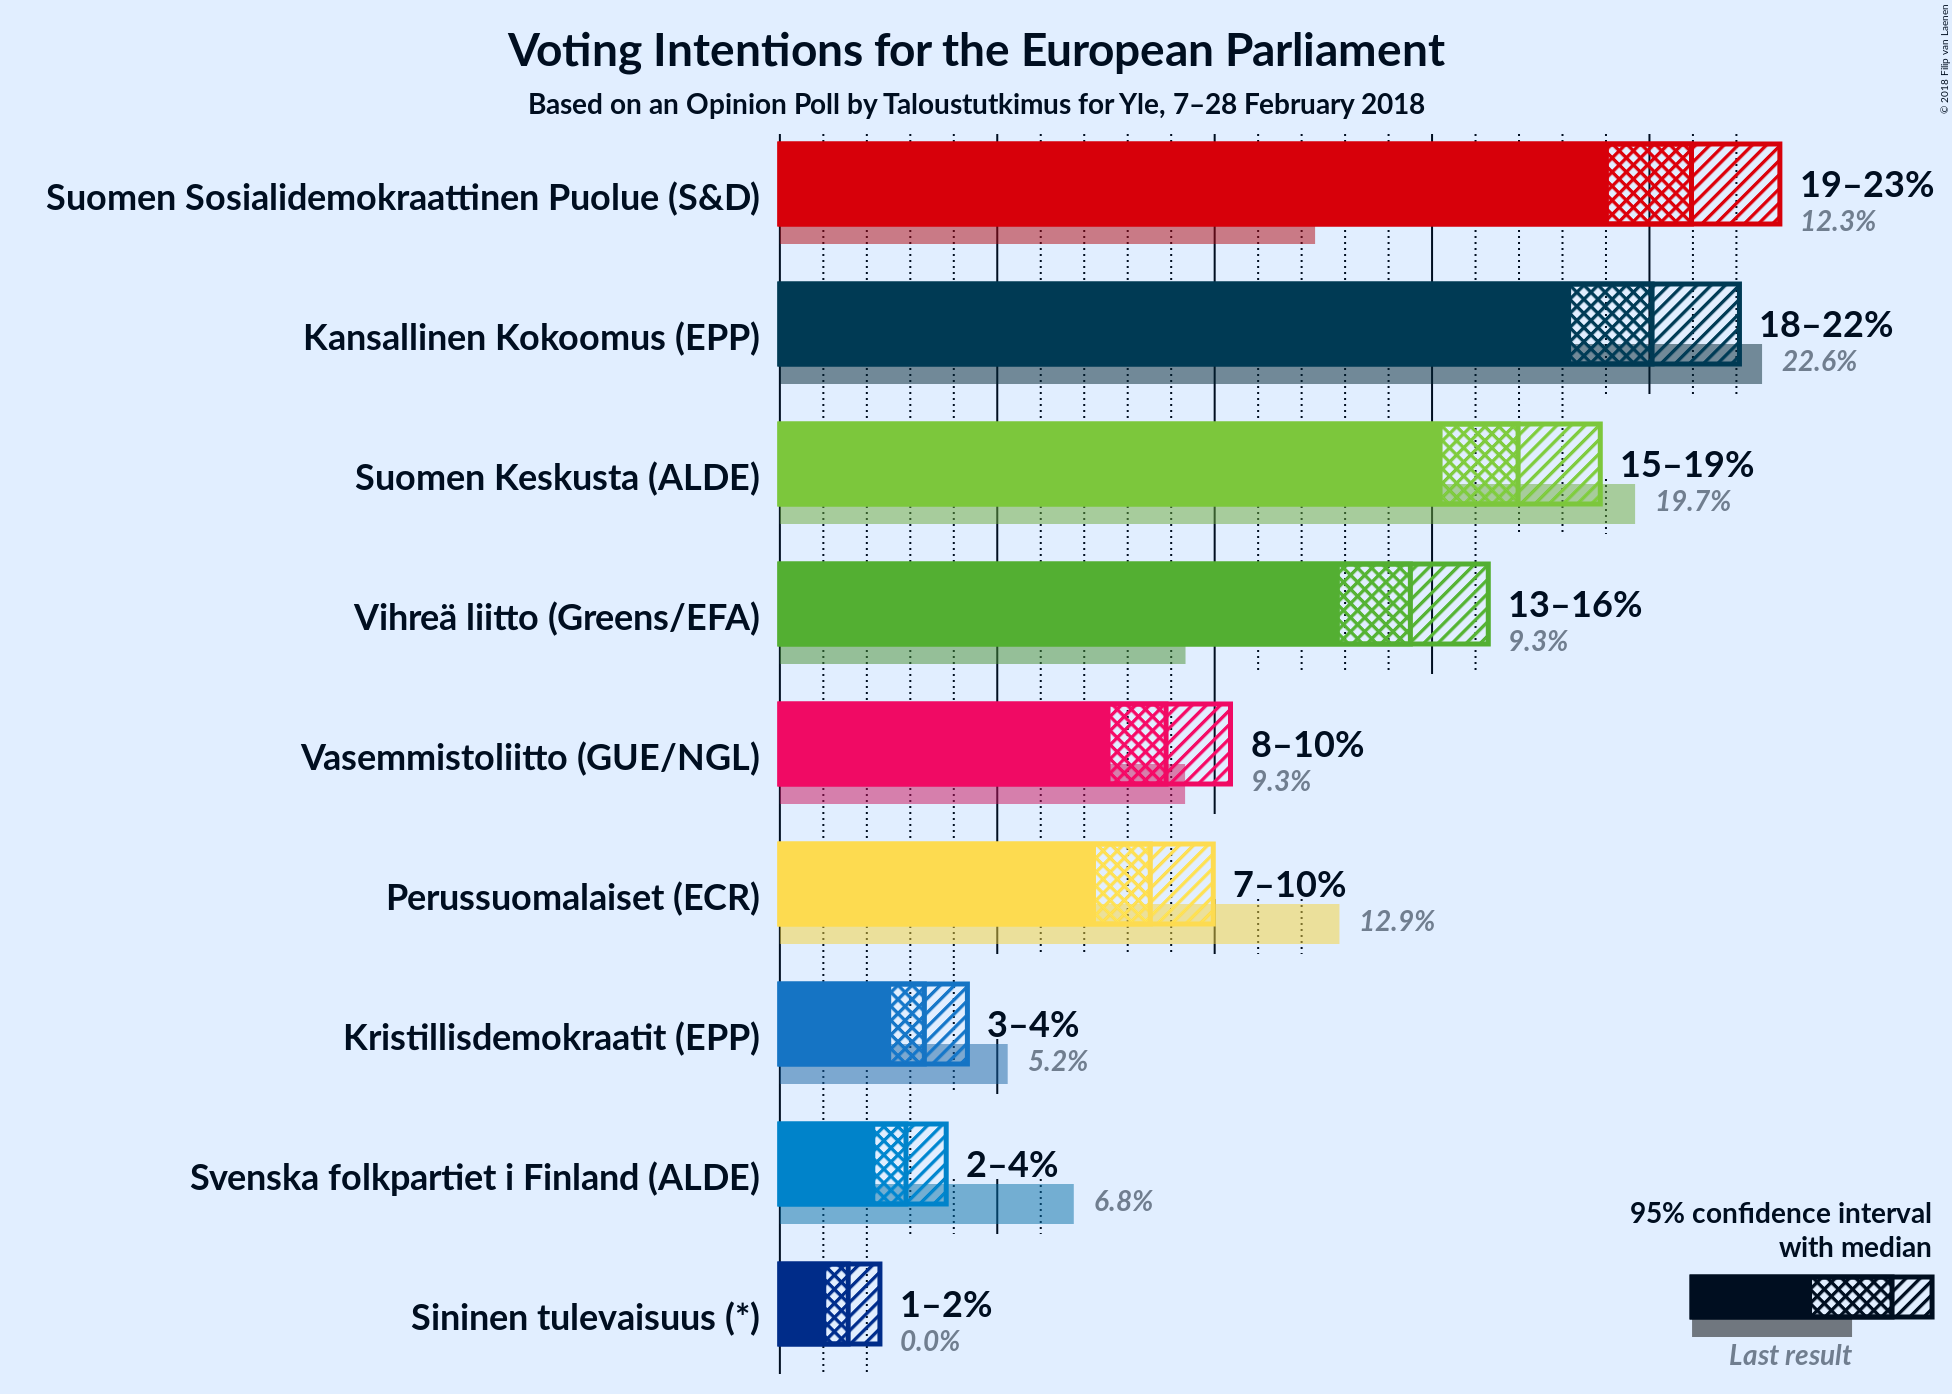 Voting Intentions for the European Parliament
Based on an Opinion Poll by Taloustutkimus for Yle, 7–28 February 2018
© 2018 Filip van Laenen
Suomen Sosialidemokraattinen Puolue (S&D)
19–23%
12.3%
Kansallinen Kokoomus (EPP)
18–22%
22.6%
Suomen Keskusta (ALDE)
15–19%
19.7%
Vihreä liitto (Greens/EFA)
13–16%
9.3%
Vasemmistoliitto (GUE/NGL)
8–10%
9.3%
Perussuomalaiset (ECR)
7–10%
12.9%
Kristillisdemokraatit (EPP)
3–4%
5.2%
Svenska folkpartiet i Finland (ALDE)
2–4%
6.8%
Sininen tulevaisuus (*)
1–2%
0.0%
95% confidence interval
with median
Last result